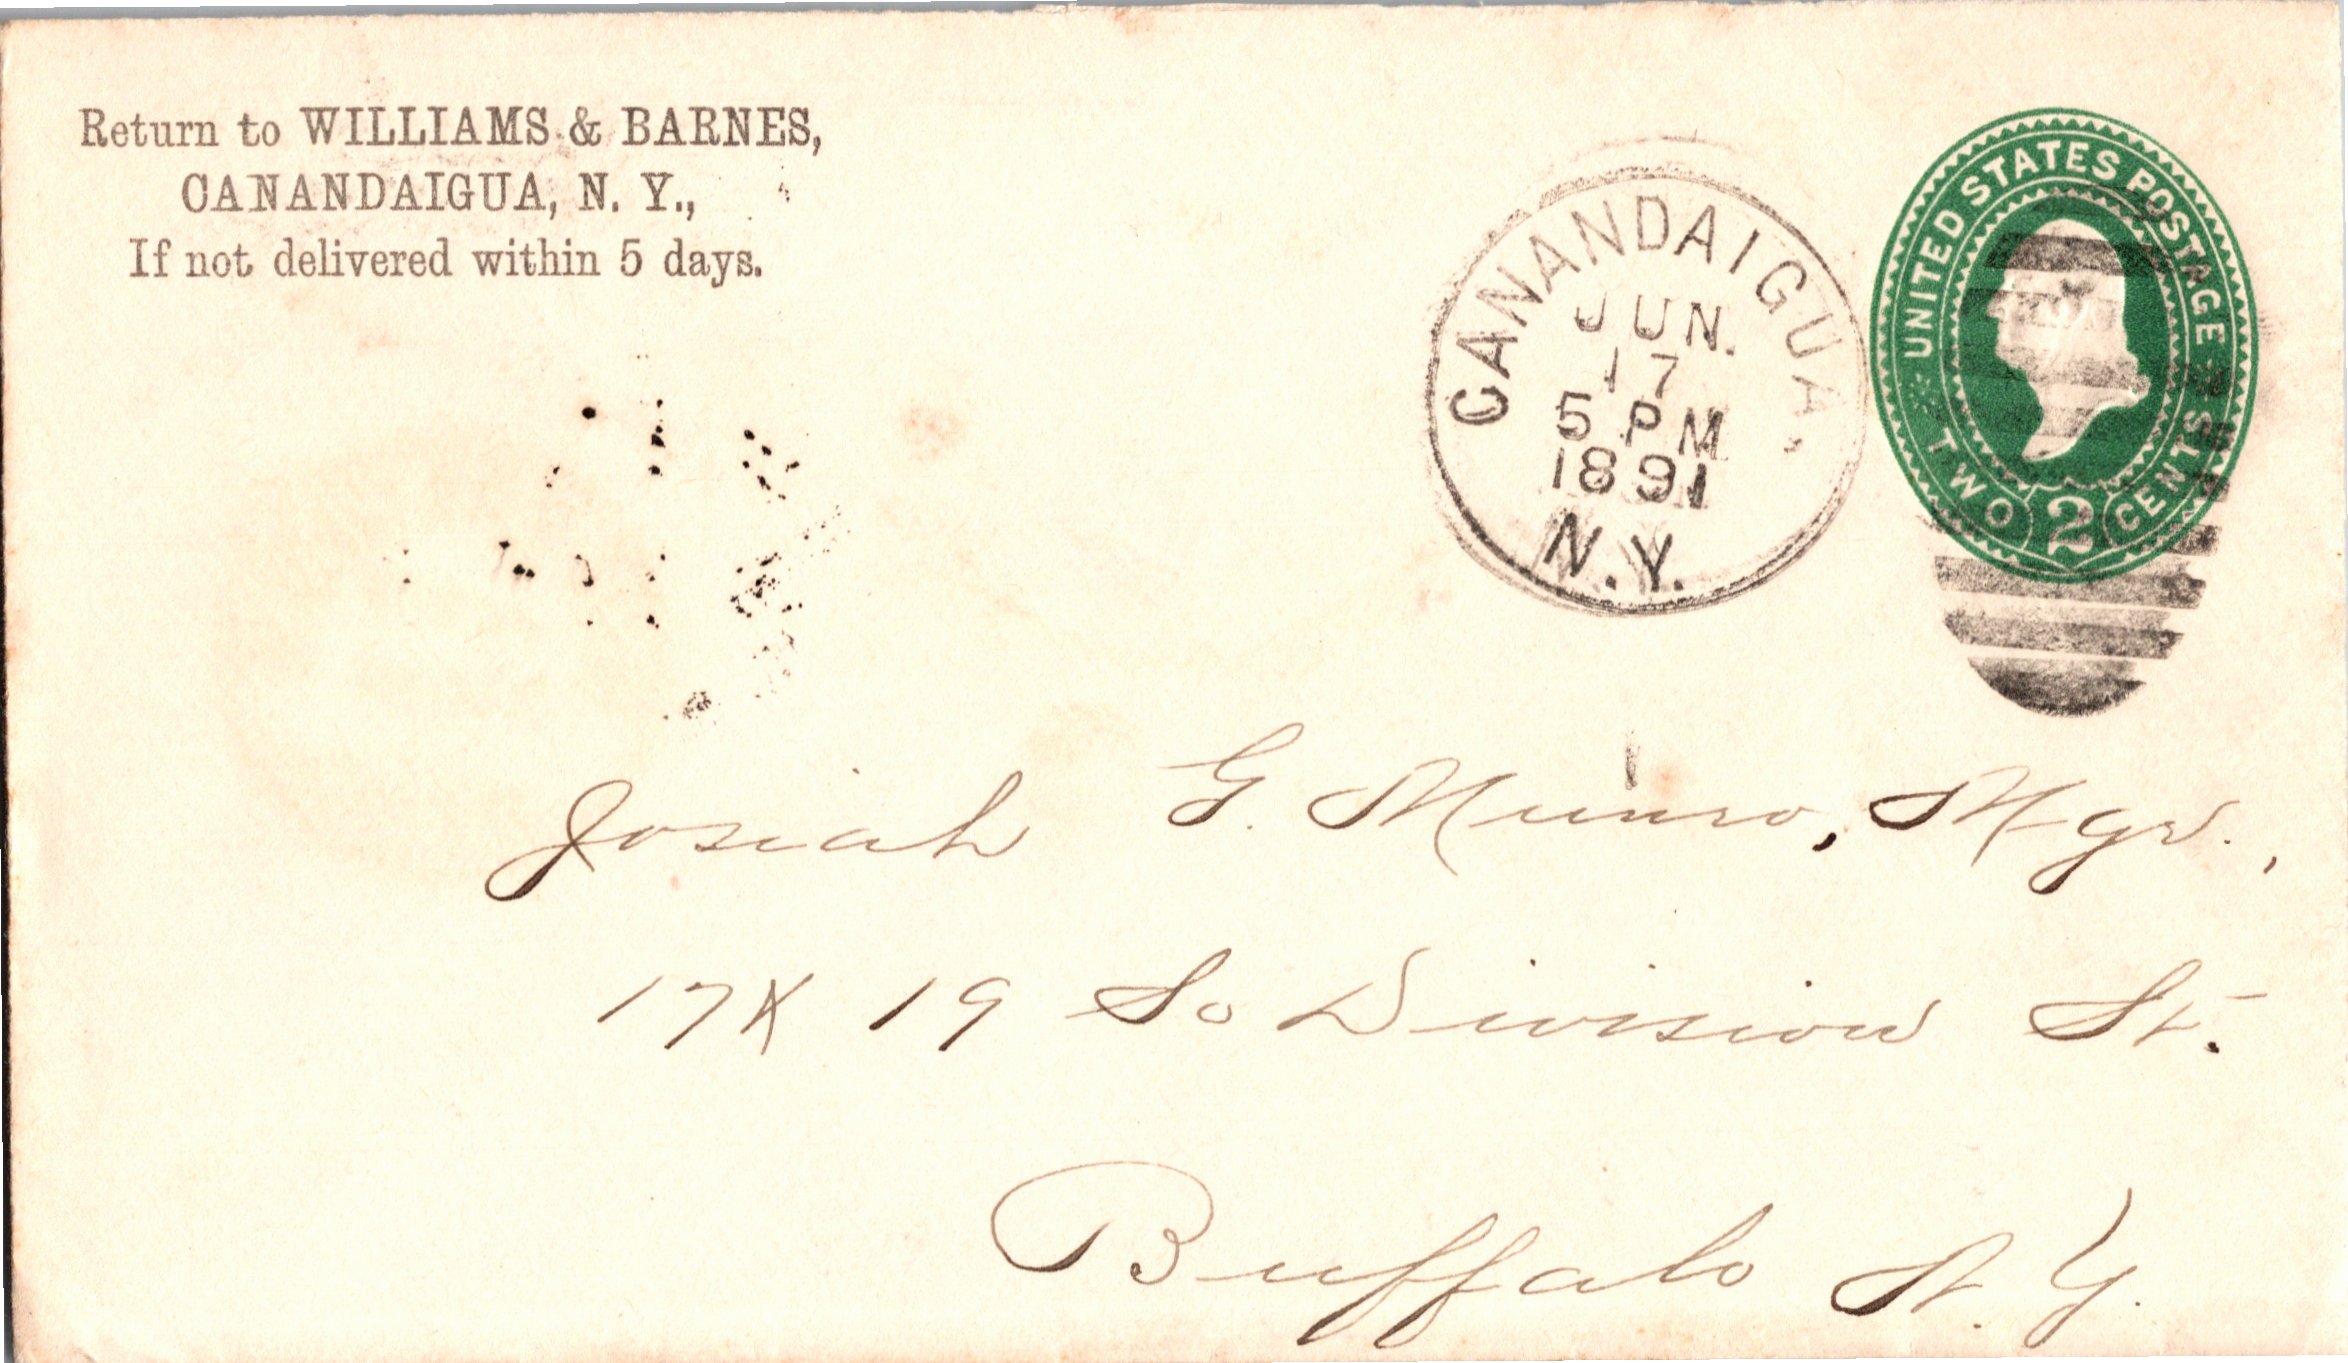 Return to WILLIAMS & BARNES,
CANANDAIGUA, N. Y.,
If not delivered within 5 days.
CANANDAIGUA,
JUN.
17
5 PM
1891
N.Y.
UNITED STATES POSTAGE
TWO 2 CENTS
Josiah G. Munro, Mgr.,
17 & 19 So Division St.
Buffalo N. Y.